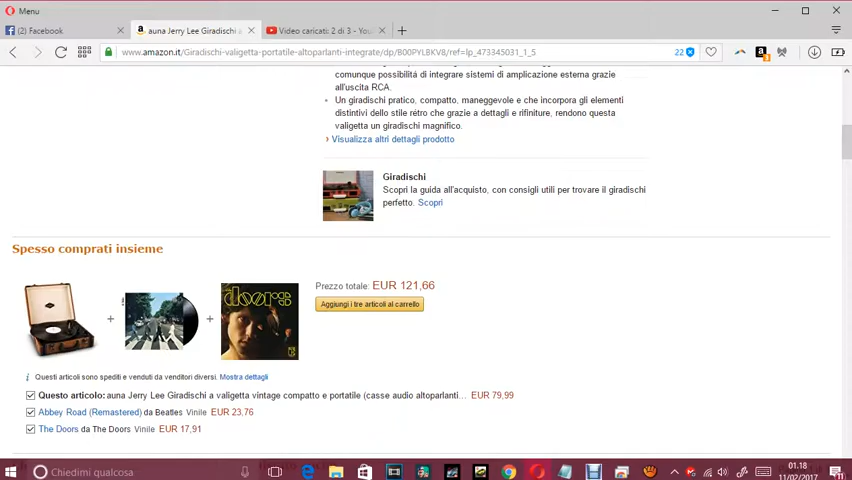 Menu
(2) Facebook
auna Jerry Lee Giradischi a
Video caricati: 2 di 3 - You
www.amazon.it/Giradischi-valigetta-portatile-altoparlanti-integrate/dp/B00PYLBKV8/ref=lp_473345031_1_5
22
comunque possibilità di integrare sistemi di amplicazione esterna grazie
all'uscita RCA.
Un giradischi pratico, compatto, maneggevole e che incorpora gli elementi
distintivi dello stile rétro che grazie a dettagli e rifiniture, rendono questa
valigetta un giradischi magnifico.
› Visualizza altri dettagli prodotto
Giradischi
Scopri la guida all'acquisto, con consigli utili per trovare il giradischi
perfetto. Scopri
Spesso comprati insieme
doors
+
+
Prezzo totale: EUR 121,66
Aggiungi i tre articoli al carrello
i Questi articoli sono spediti e venduti da venditori diversi. Mostra dettagli
Questo articolo: auna Jerry Lee Giradischi a valigetta vintage compatto e portatile (casse audio altoparlanti… EUR 79,99
Abbey Road (Remastered) da Beatles Vinile EUR 23,76
The Doors da The Doors Vinile EUR 17,91
Chiedimi qualcosa
01.18
11/02/2017